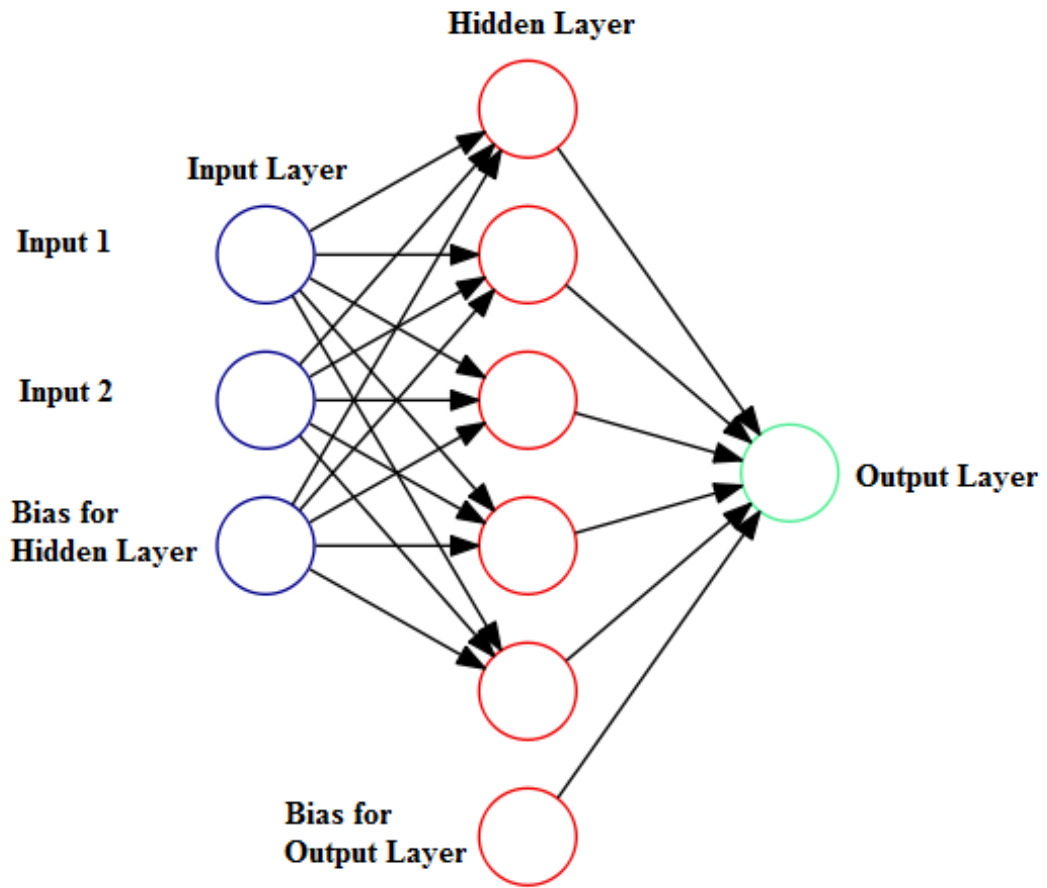 Hidden Layer
Input Layer
Input 1
Input 2
Bias for
Hidden Layer
Output Layer
Bias for
Output Layer